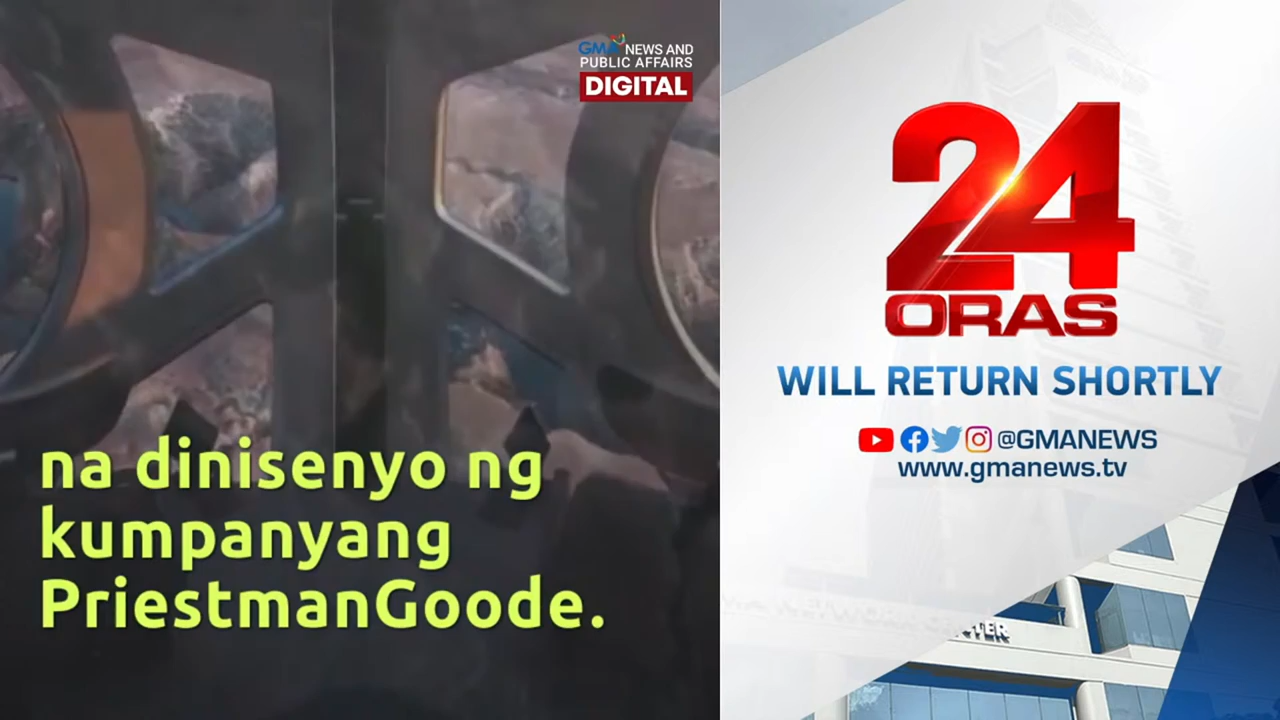 GMA NEWS AND
PUBLIC AFFAIRS
DIGITAL
na dinisenyo ng
kumpanyang
PriestmanGoode.
24
ORAS
WILL RETURN SHORTLY
@GMANEWS
www.gmanews.tv